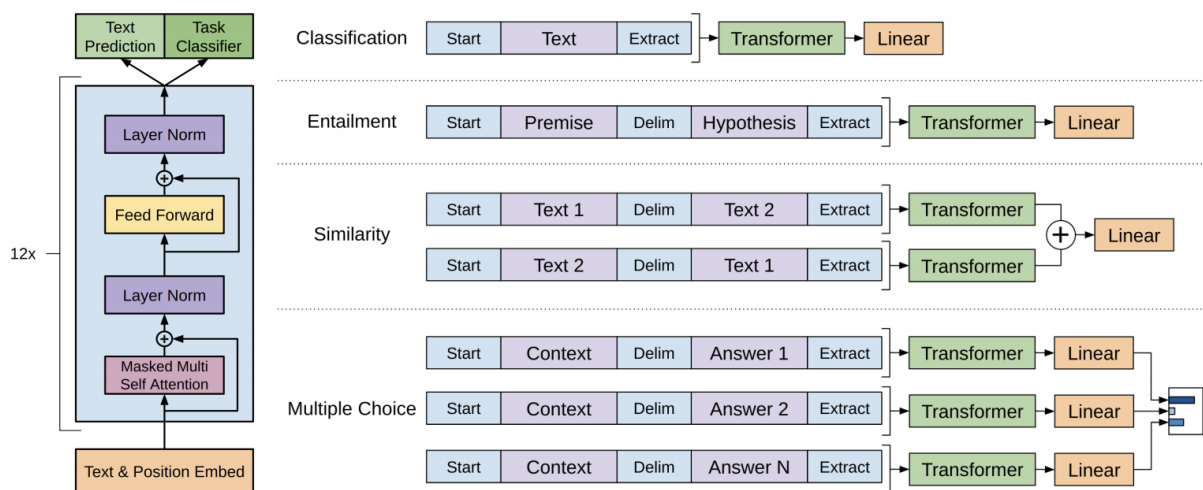 Text
Prediction
Task
Classifier
Layer Norm
Feed Forward
12x
Layer Norm
Masked Multi
Self Attention
Text & Position Embed
Classification
Start Text Extract Transformer Linear
Entailment
Start Premise Delim Hypothesis Extract Transformer Linear
Similarity
Start Text 1 Delim Text 2 Extract Transformer
Linear
Start Text 2 Delim Text 1 Extract Transformer
Multiple Choice
Start Context Delim Answer 1 Extract Transformer Linear
Start Context Delim Answer 2 Extract Transformer Linear
Start Context Delim Answer N Extract Transformer Linear